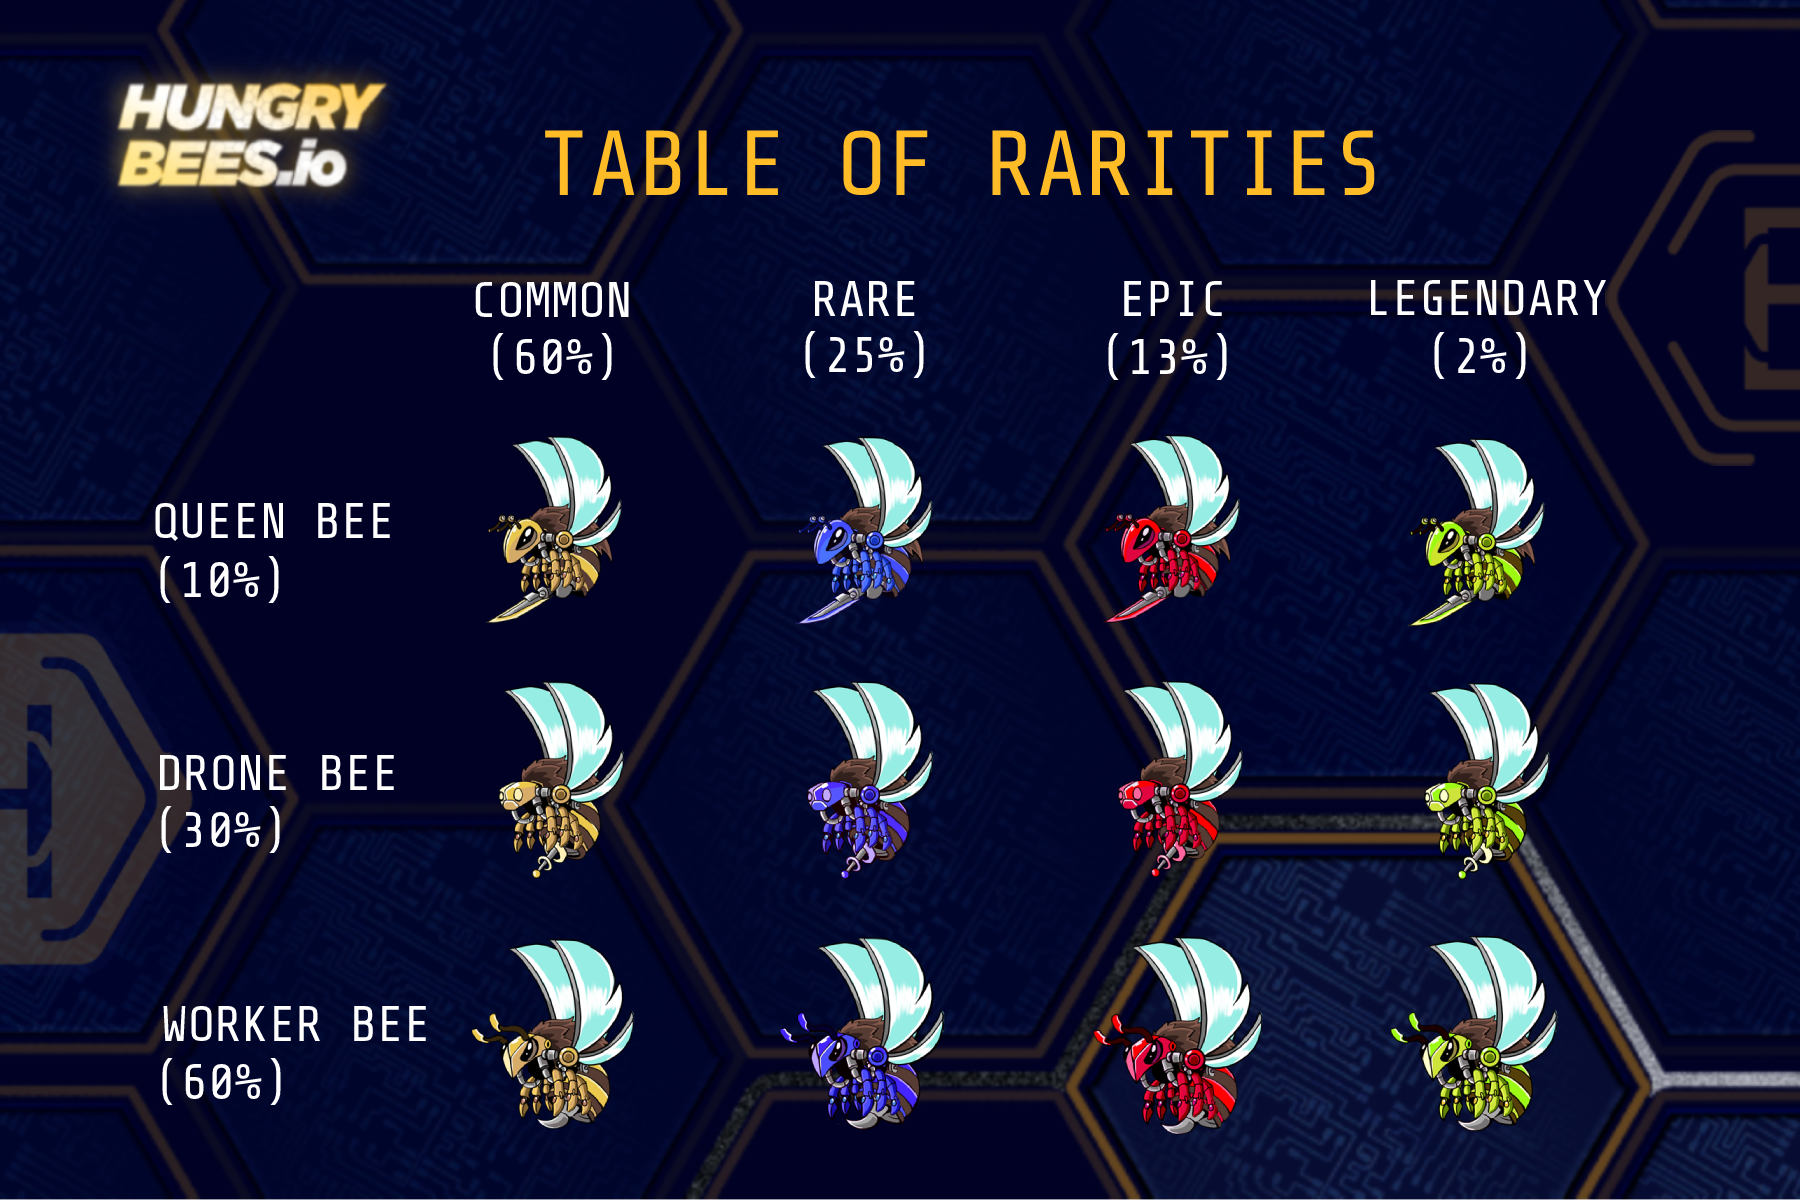 HUNGRY
BEES.io
TABLE OF RARITIES
COMMON
(60%)
RARE
(25%)
EPIC
(13%)
LEGENDARY
(2%)
QUEEN BEE
(10%)
DRONE BEE
(30%)
WORKER BEE
(60%)